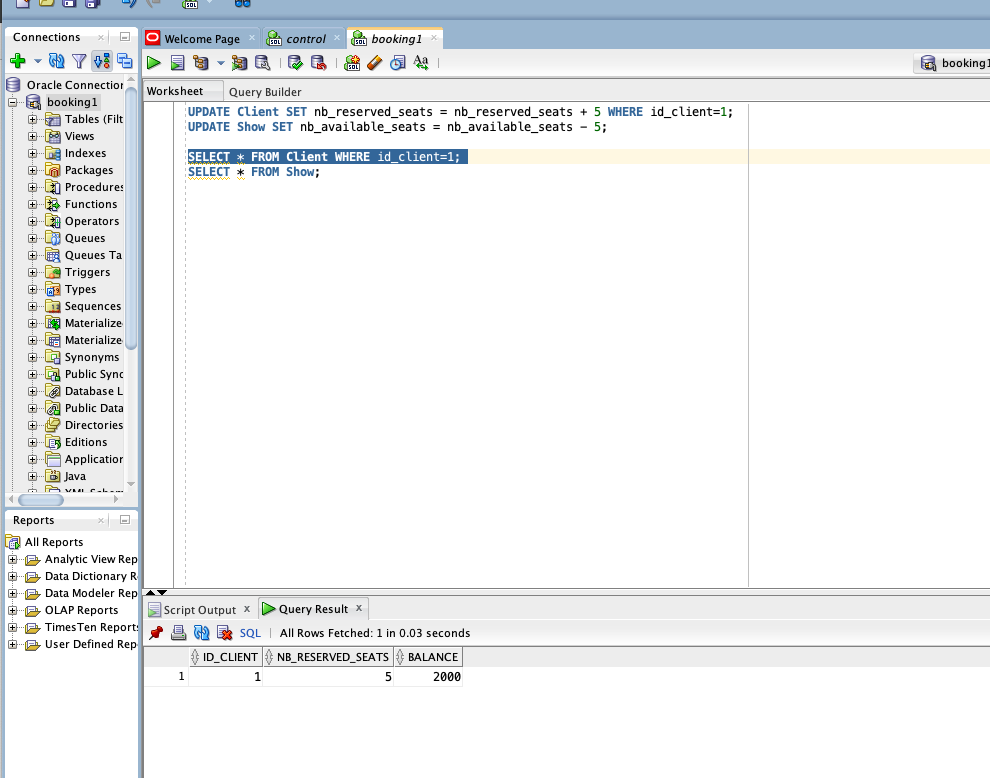 Connections
Welcome Page
control
booking1
booking1
Oracle Connection
booking1
Tables (Filt
Views
Indexes
Packages
Procedures
Functions
Operators
Queues
Queues Ta
Triggers
Types
Sequences
Materialize
Materialize
Synonyms
Public Sync
Database L
Public Data
Directories
Editions
Application
Java
XML Schem
Worksheet
Query Builder
UPDATE Client SET nb_reserved_seats = nb_reserved_seats + 5 WHERE id_client=1;
UPDATE Show SET nb_available_seats = nb_available_seats - 5;
SELECT * FROM Client WHERE id_client=1;
SELECT * FROM Show;
Reports
All Reports
Analytic View Rep
Data Dictionary R
Data Modeler Rep
OLAP Reports
TimesTen Reports
User Defined Rep
Script Output
Query Result
SQL
All Rows Fetched: 1 in 0.03 seconds
ID_CLIENT NB_RESERVED_SEATS BALANCE
1 1 5 2000